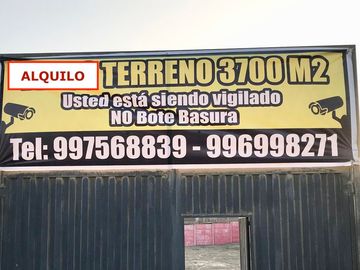 ALQUILO TERRENO 3700 M2
Usted está siendo vigilado
NO Bote Basura
Tel: 997568839 - 996998271